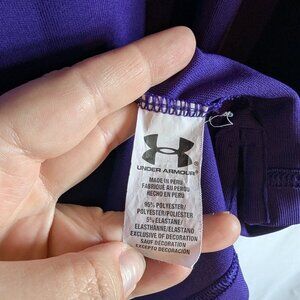 UNDER ARMOUR
MADE IN PERU
FABRIQUÉ AU PÉROU
HECHO EN PERÚ
95% POLYESTER/
POLYESTER/POLIÉSTER
5% ELASTANE/
ÉLASTHANNE/ELASTANO
EXCLUSIVE OF DECORATION
SAUF DÉCORATION
EXCEPTO DECORACIÓN